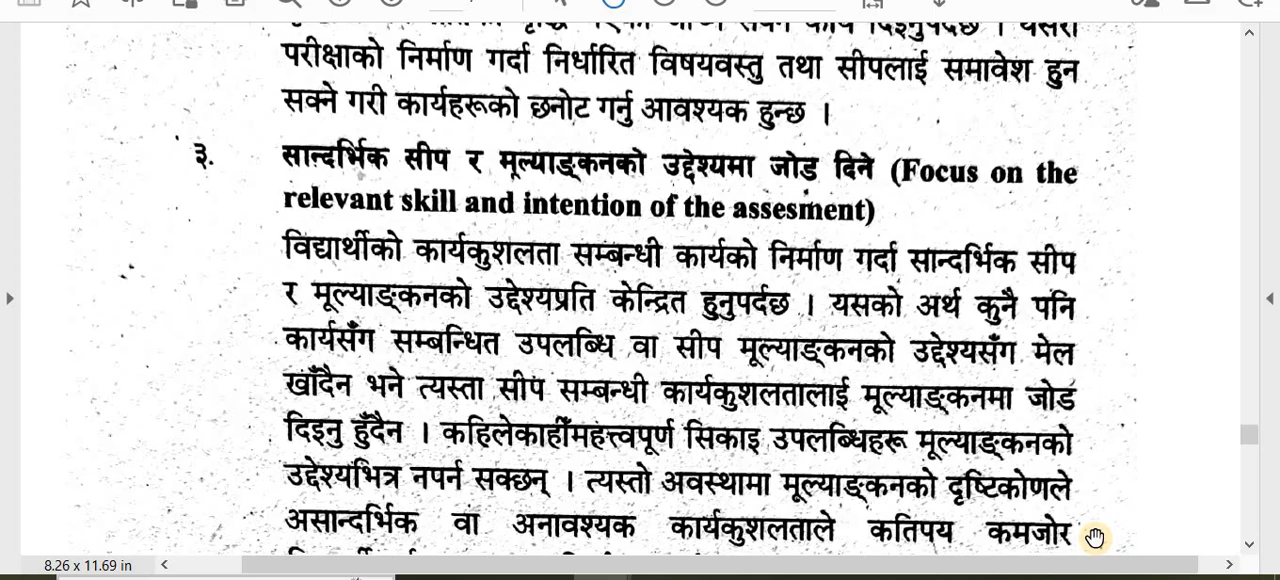 परीक्षाको निर्माण गर्दा निर्धारित विषयवस्तु तथा सीपलाई समावेश हुन
सक्ने गरी कार्यहरूको छनोट गर्नु आवश्यक हुन्छ ।
३. सान्दर्भिक सीप र मूल्याङ्कनको उद्देश्यमा जोड दिने (Focus on the
relevant skill and intention of the assesment)
विद्यार्थीको कार्यकुशलता सम्बन्धी कार्यको निर्माण गर्दा सान्दर्भिक सीप
र मूल्याङ्कनको उद्देश्यप्रति केन्द्रित हुनुपर्दछ । यसको अर्थ कुनै पनि
कार्यसँग सम्बन्धित उपलब्धि वा सीप मूल्याङ्कनको उद्देश्यसँग मेल
खाँदैन भने त्यस्ता सीप सम्बन्धी कार्यकुशलतालाई मूल्याङ्कनमा जोड
दिइनु हुँदैन । कहिलेकाहीँमहत्त्वपूर्ण सिकाइ उपलब्धिहरू मूल्याङ्कनको
उद्देश्यभित्र नपर्न सक्छन् । त्यस्तो अवस्थामा मूल्याङ्कनको दृष्टिकोणले
असान्दर्भिक वा अनावश्यक कार्यकुशलताले कतिपय कमजोर
8.26 x 11.69 in